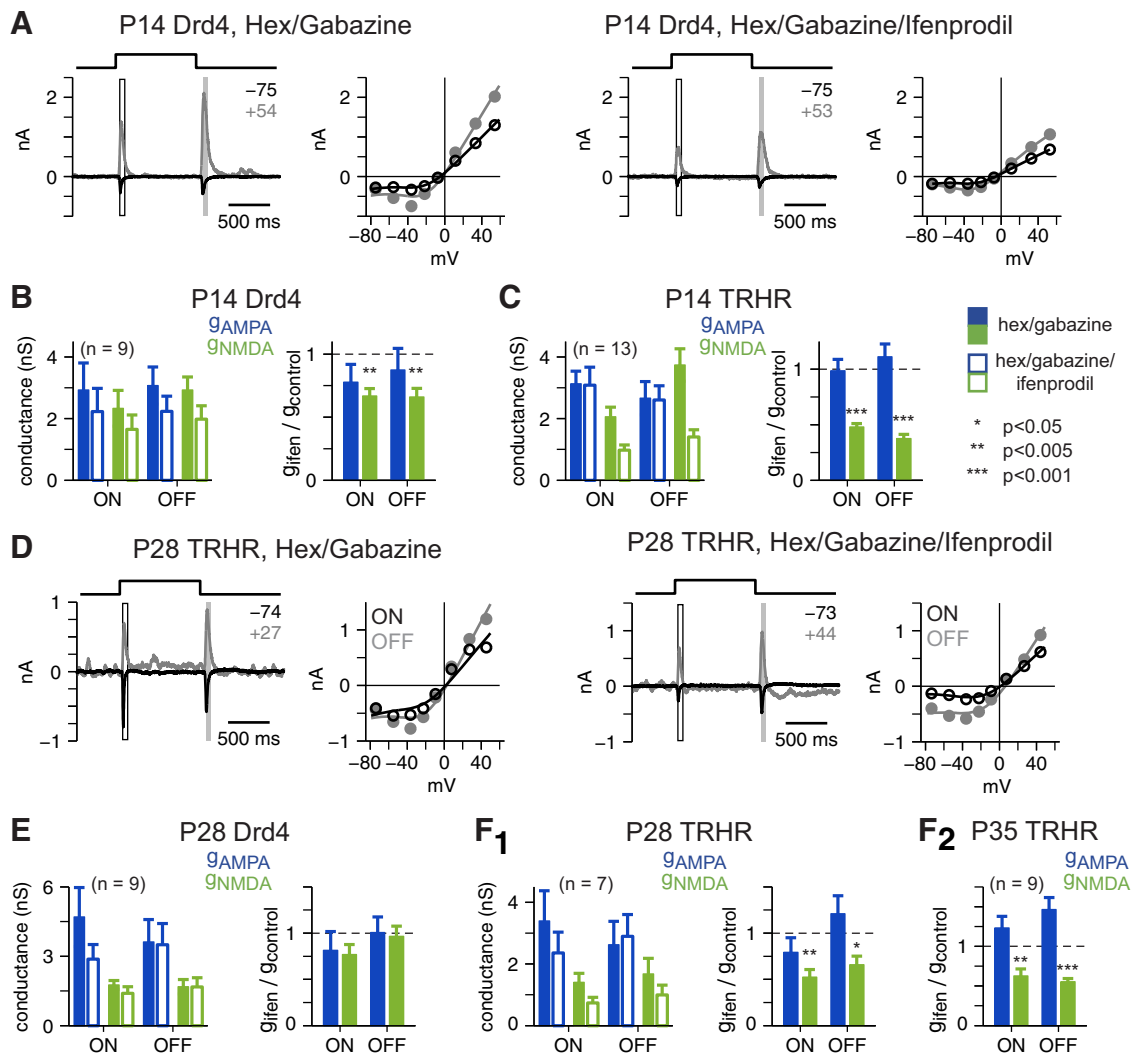 A
P14 Drd4, Hex/Gabazine
P14 Drd4, Hex/Gabazine/Ifenprodil
2
0
nA
−75
+54
500 ms
2
0
nA
−80 −40 0 40
mV
2
0
nA
−75
+53
500 ms
2
0
nA
−80 −40 0 40
mV
B
P14 Drd4
gAMPA
gNMDA
(n = 9)
conductance (nS)
4
2
0
ON OFF
gifen / gcontrol
1
0
** **
ON OFF
C
P14 TRHR
gAMPA
gNMDA
(n = 13)
conductance (nS)
4
2
0
ON OFF
gifen / gcontrol
1
0
*** ***
ON OFF
hex/gabazine
hex/gabazine/
ifenprodil
* p<0.05
** p<0.005
*** p<0.001
D
P28 TRHR, Hex/Gabazine
P28 TRHR, Hex/Gabazine/Ifenprodil
1
0
−1
nA
−74
+27
500 ms
ON
OFF
1
0
−1
nA
−80 −40 0 40
mV
1
0
−1
nA
−73
+44
500 ms
ON
OFF
1
0
−1
nA
−80 −40 0 40
mV
E
P28 Drd4
gAMPA
gNMDA
(n = 9)
conductance (nS)
6
3
0
ON OFF
gifen / gcontrol
1
0
ON OFF
F1
P28 TRHR
gAMPA
gNMDA
(n = 7)
conductance (nS)
4
2
0
ON OFF
gifen / gcontrol
1
0
** *
ON OFF
F2
P35 TRHR
gAMPA
gNMDA
(n = 9)
gifen / gcontrol
1
0
** ***
ON OFF